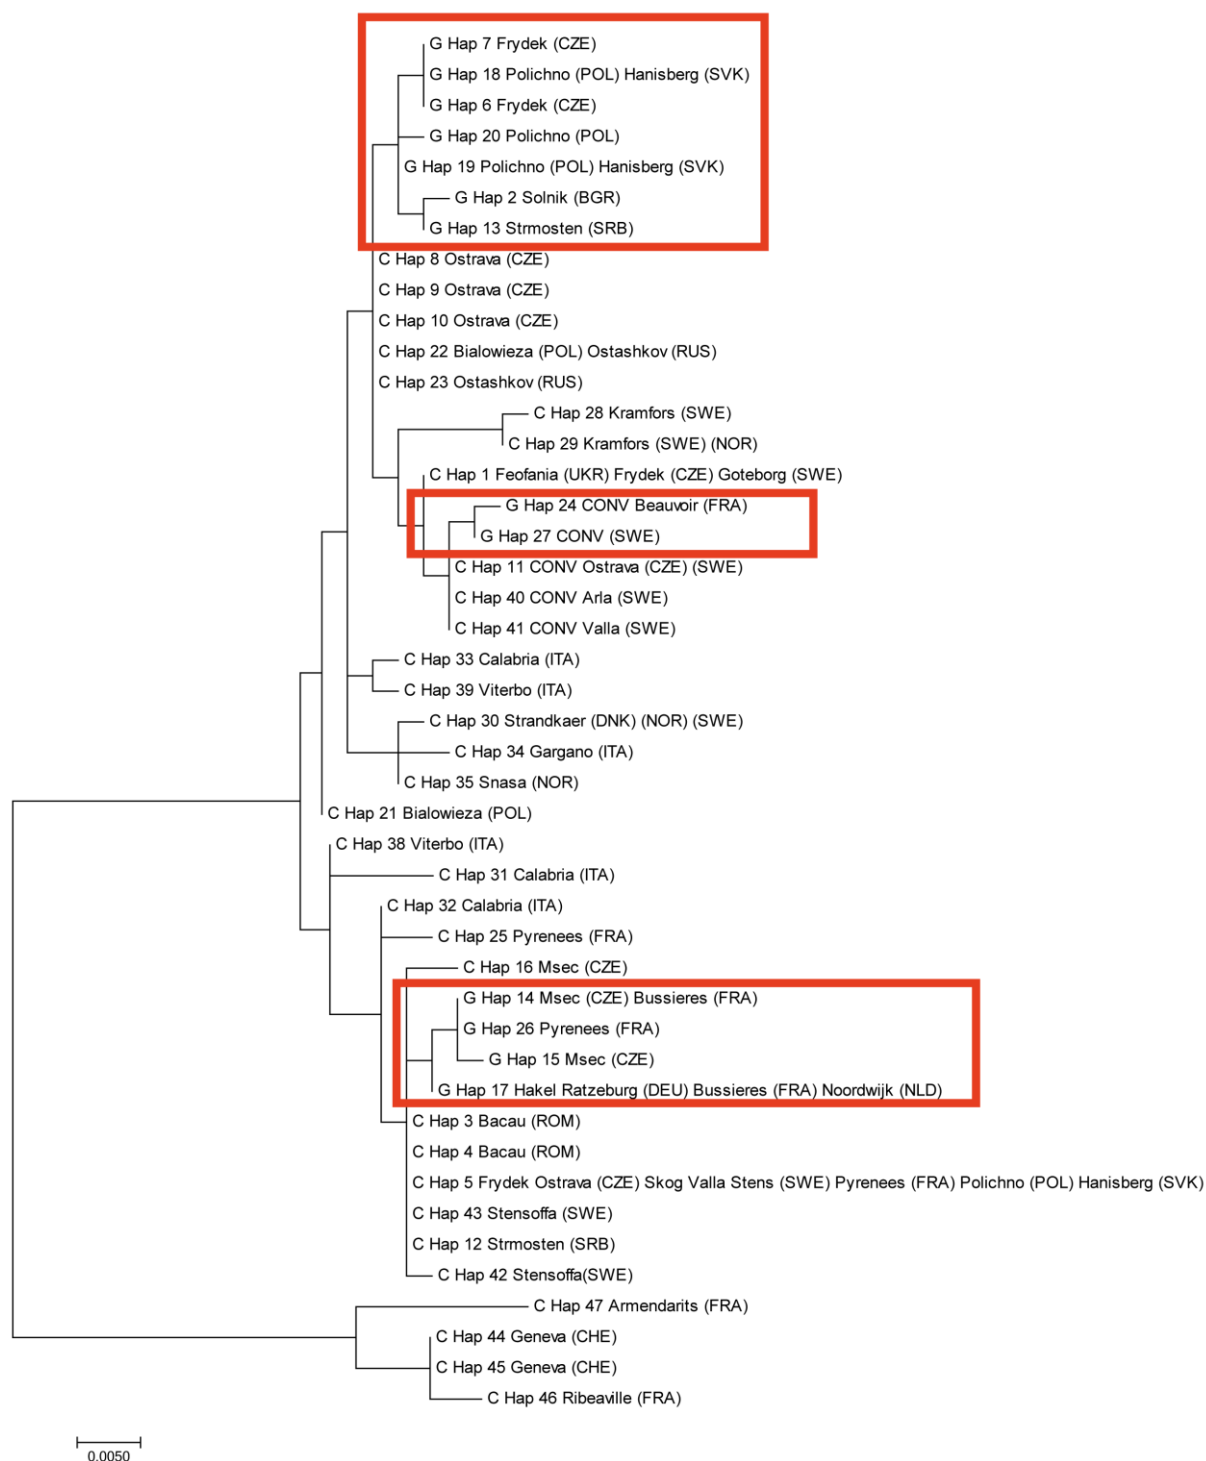 G Hap 7 Frydek (CZE)
G Hap 18 Polichno (POL) Hanisberg (SVK)
G Hap 6 Frydek (CZE)
G Hap 20 Polichno (POL)
G Hap 19 Polichno (POL) Hanisberg (SVK)
G Hap 2 Solnik (BGR)
G Hap 13 Strmosten (SRB)
C Hap 8 Ostrava (CZE)
C Hap 9 Ostrava (CZE)
C Hap 10 Ostrava (CZE)
C Hap 22 Bialowieza (POL) Ostashkov (RUS)
C Hap 23 Ostashkov (RUS)
C Hap 28 Kramfors (SWE)
C Hap 29 Kramfors (SWE) (NOR)
C Hap 1 Feofania (UKR) Frydek (CZE) Goteborg (SWE)
G Hap 24 CONV Beauvoir (FRA)
G Hap 27 CONV (SWE)
C Hap 11 CONV Ostrava (CZE) (SWE)
C Hap 40 CONV Arla (SWE)
C Hap 41 CONV Valla (SWE)
C Hap 33 Calabria (ITA)
C Hap 39 Viterbo (ITA)
C Hap 30 Strandkaer (DNK) (NOR) (SWE)
C Hap 34 Gargano (ITA)
C Hap 35 Snasa (NOR)
C Hap 21 Bialowieza (POL)
C Hap 38 Viterbo (ITA)
C Hap 31 Calabria (ITA)
C Hap 32 Calabria (ITA)
C Hap 25 Pyrenees (FRA)
C Hap 16 Msec (CZE)
G Hap 14 Msec (CZE) Bussieres (FRA)
G Hap 26 Pyrenees (FRA)
G Hap 15 Msec (CZE)
G Hap 17 Hakel Ratzeburg (DEU) Bussieres (FRA) Noordwijk (NLD)
C Hap 3 Bacau (ROM)
C Hap 4 Bacau (ROM)
C Hap 5 Frydek Ostrava (CZE) Skog Valla Stens (SWE) Pyrenees (FRA) Polichno (POL) Hanisberg (SVK)
C Hap 43 Stensoffa (SWE)
C Hap 12 Strmosten (SRB)
C Hap 42 Stensoffa(SWE)
C Hap 47 Armendarits (FRA)
C Hap 44 Geneva (CHE)
C Hap 45 Geneva (CHE)
C Hap 46 Ribeaville (FRA)
0.0050